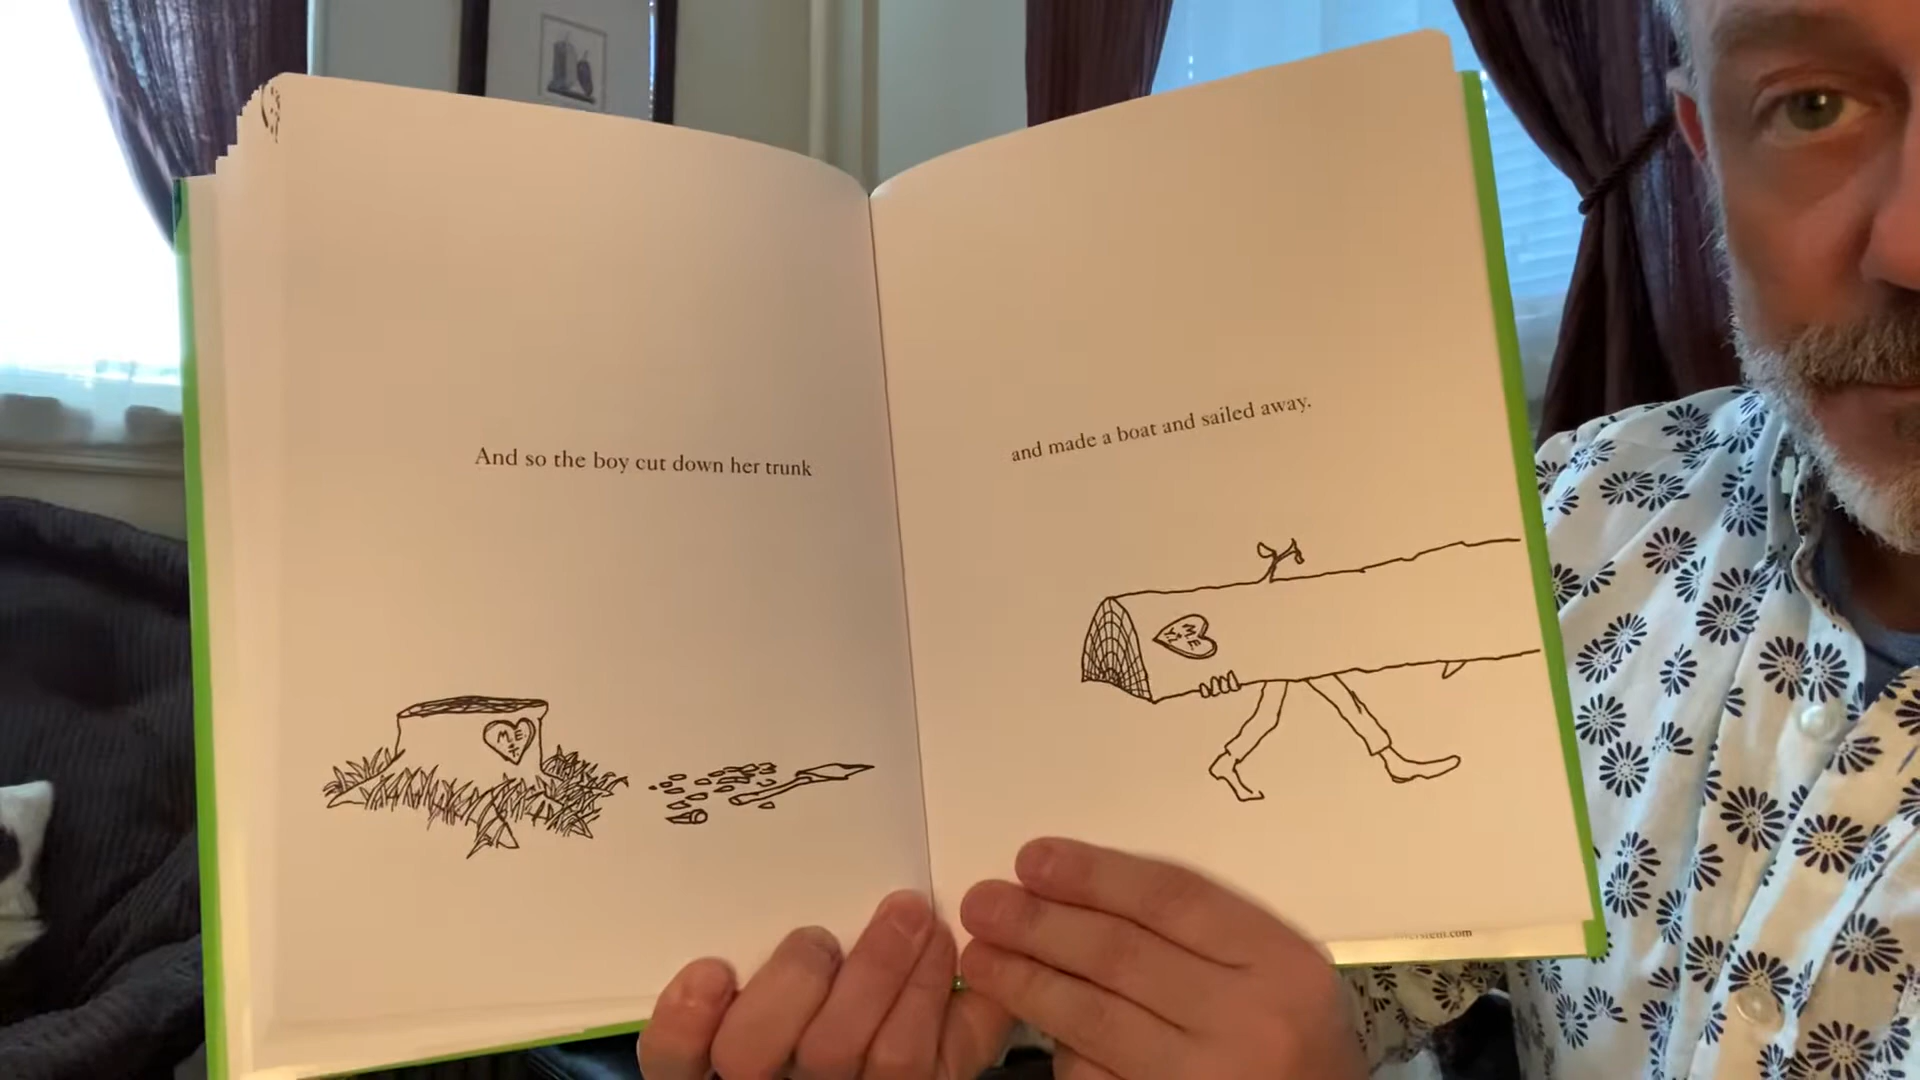 And so the boy cut down her trunk
M.E.
T.
and made a boat and sailed away.
M.E.